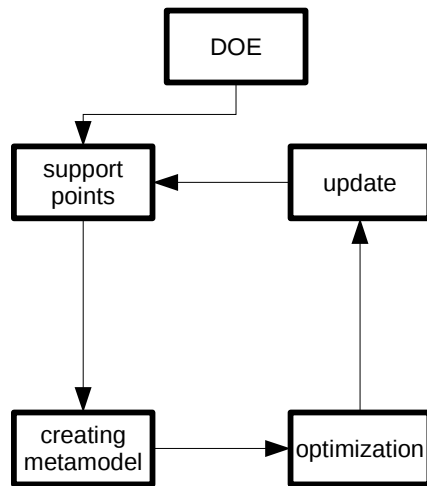 DOE
support
points
update
creating
metamodel
optimization